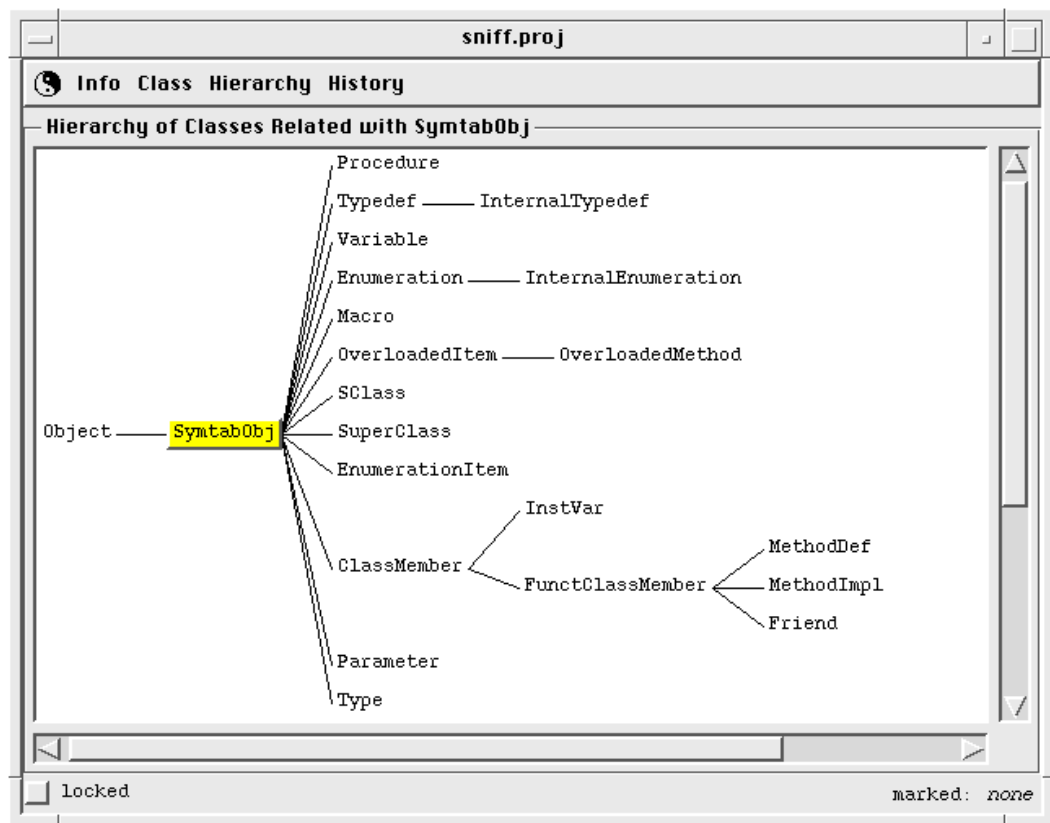 sniff.proj
Info Class Hierarchy History
Hierarchy of Classes Related with SymtabObj
Procedure
Typedef InternalTypedef
Variable
Enumeration InternalEnumeration
Macro
OverloadedItem OverloadedMethod
SClass
Object SymtabObj SuperClass
EnumerationItem
InstVar
MethodDef
ClassMember
FunctClassMember MethodImpl
Friend
Parameter
Type
locked marked: none